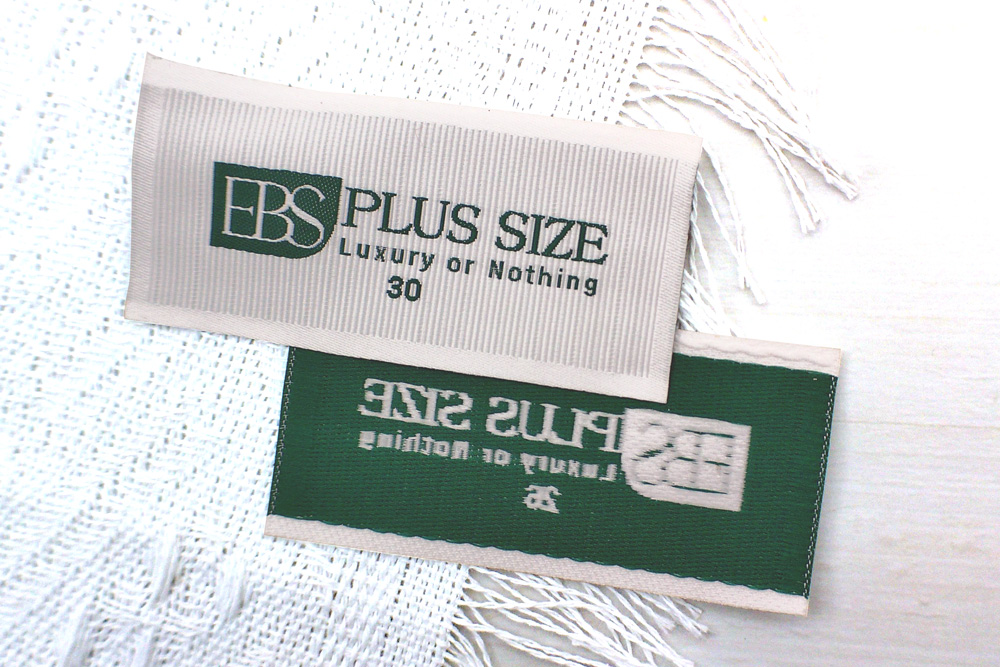 EBS PLUS SIZE
Luxury or Nothing
30
EBS PLUS SIZE
Luxury or Nothing
26